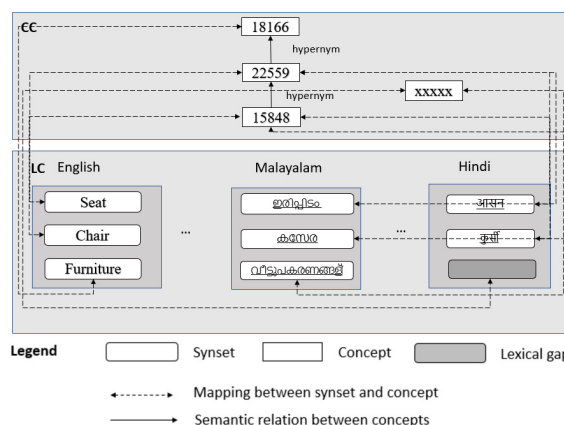 CC
18166
hypernym
22559
xxxxx
hypernym
15848
LC English Malayalam Hindi
Seat ഇരിപ്പിടം आसन
... ...
Chair കസേര कुर्सी
Furniture വീട്ടുപകരണങ്ങള്
Legend Synset Concept Lexical gap
Mapping between synset and concept
Semantic relation between concepts